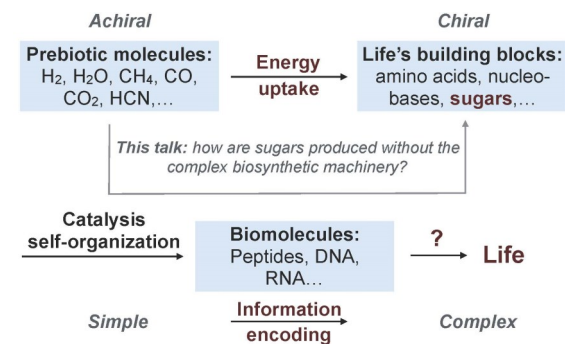 Achiral
Chiral
Prebiotic molecules:
H₂, H₂O, CH₄, CO,
CO₂, HCN,…
Energy
uptake
Life's building blocks:
amino acids, nucleo-
bases, sugars,…
This talk: how are sugars produced without the
complex biosynthetic machinery?
Catalysis
self-organization
Biomolecules:
Peptides, DNA,
RNA…
?
Life
Simple
Information
encoding
Complex